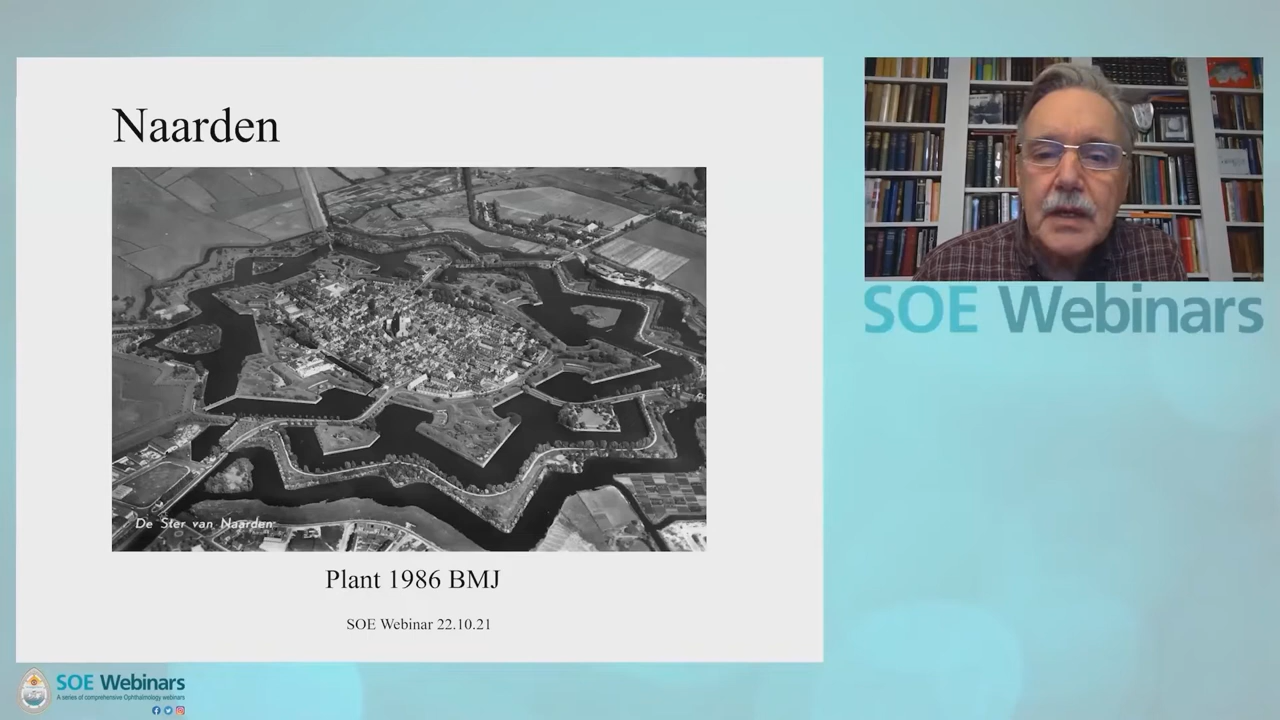 Naarden
De Ster van Naarden
Plant 1986 BMJ
SOE Webinar 22.10.21
SOE Webinars
SOE Webinars
A series of comprehensive Ophthalmology webinars